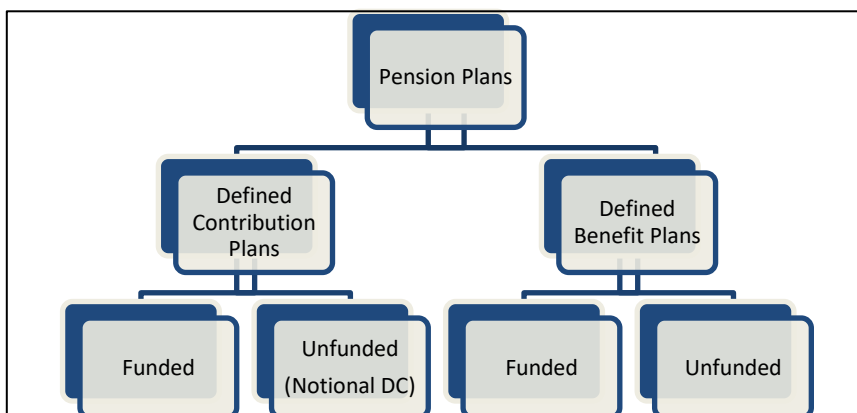 Pension Plans
Defined
Contribution
Plans
Defined
Benefit Plans
Funded
Unfunded
(Notional DC)
Funded
Unfunded